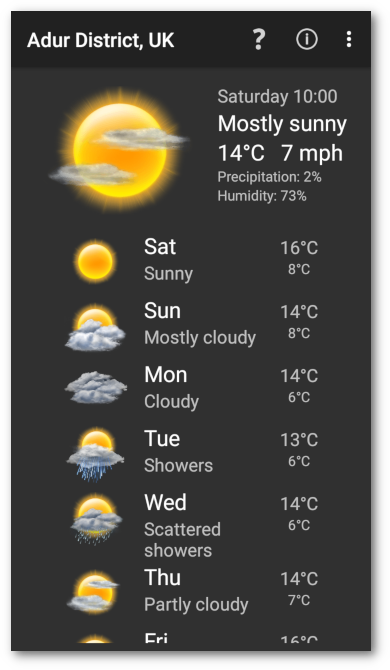 Adur District, UK ?
Saturday 10:00
Mostly sunny
14°C 7 mph
Precipitation: 2%
Humidity: 73%
Sat 16°C
Sunny 8°C
Sun 14°C
Mostly cloudy 8°C
Mon 14°C
Cloudy 6°C
Tue 13°C
Showers 6°C
Wed 14°C
Scattered 6°C
showers
Thu 14°C
Partly cloudy 7°C
Fri 16°C